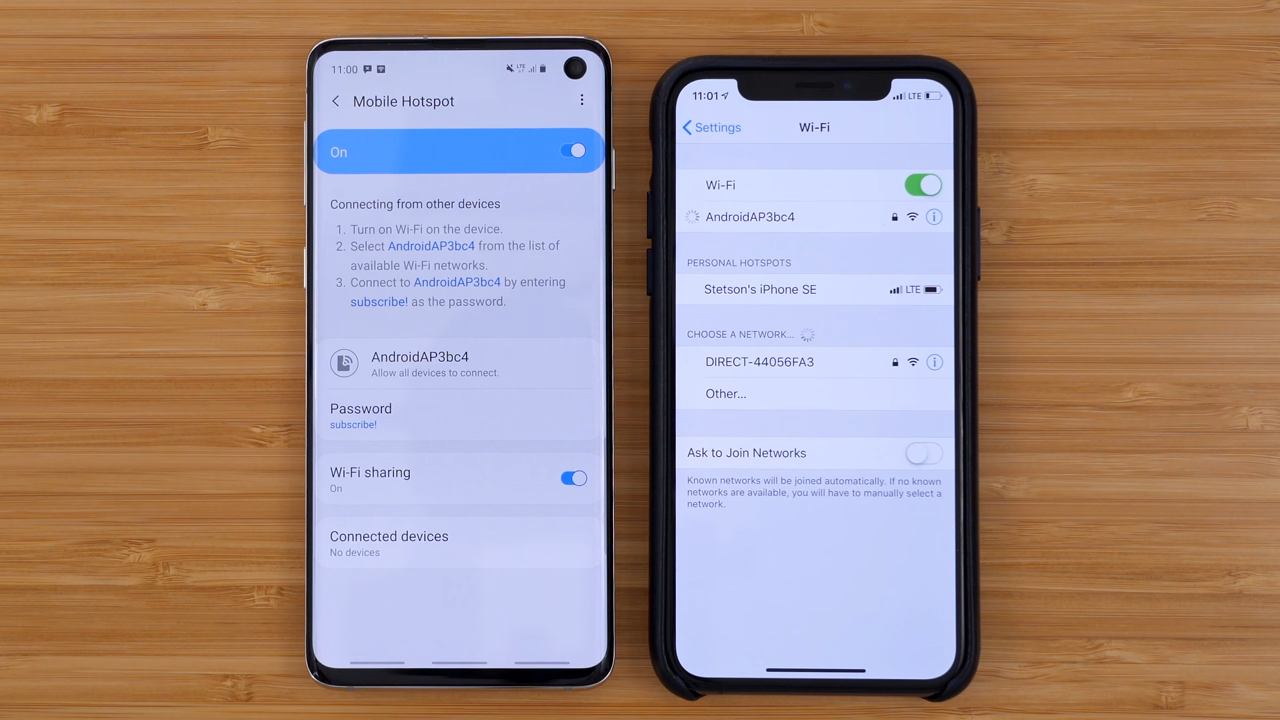 11:00
LTE
Mobile Hotspot
On
Connecting from other devices
1. Turn on Wi-Fi on the device.
2. Select AndroidAP3bc4 from the list of
available Wi-Fi networks.
3. Connect to AndroidAP3bc4 by entering
subscribe! as the password.
AndroidAP3bc4
Allow all devices to connect.
Password
subscribe!
Wi-Fi sharing
On
Connected devices
No devices
11:01
LTE
Settings
Wi-Fi
Wi-Fi
AndroidAP3bc4
PERSONAL HOTSPOTS
Stetson's iPhone SE
LTE
CHOOSE A NETWORK...
DIRECT-44056FA3
Other...
Ask to Join Networks
Known networks will be joined automatically. If no known
networks are available, you will have to manually select a
network.